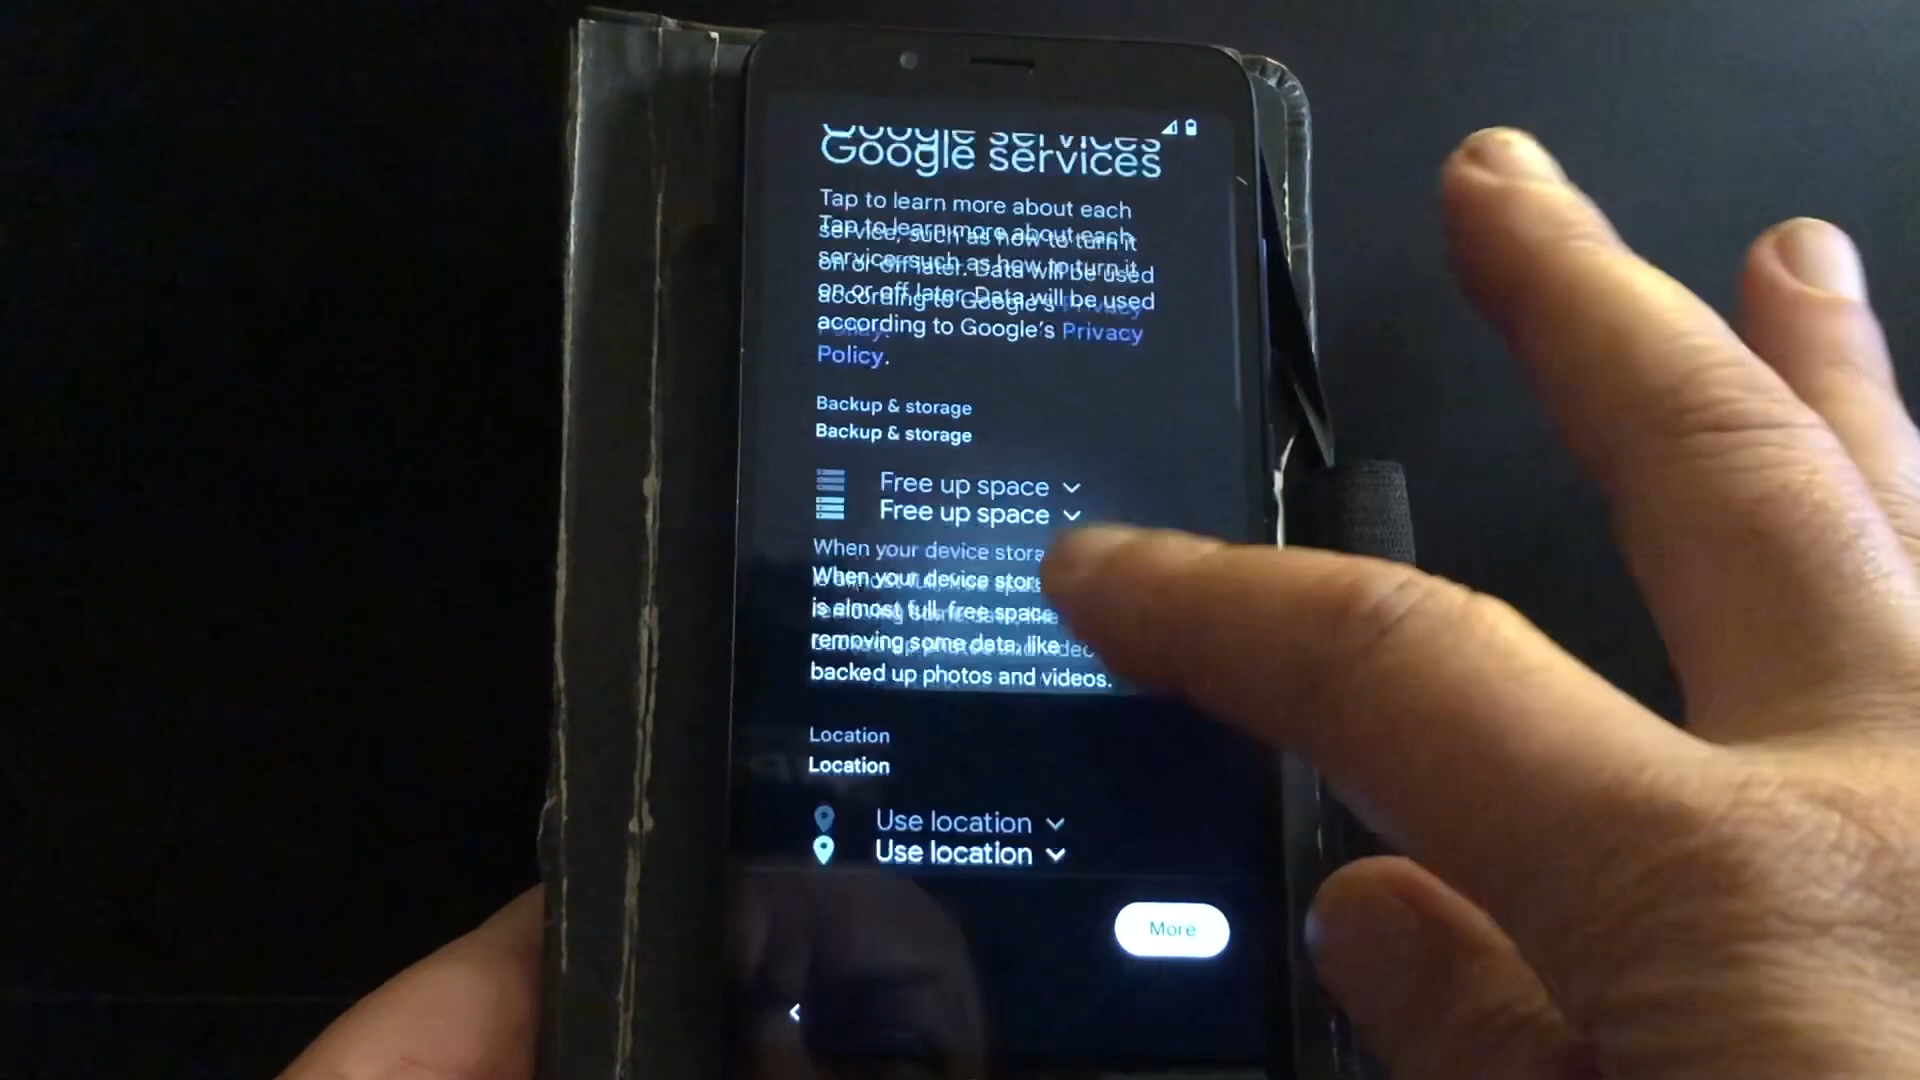 Google services
Tap to learn more about each
service, such as how to turn it
on or off later. Data will be used
according to Google's Privacy
Policy.
Backup & storage
Free up space
When your device stor
is almost full, free space
removing some data, like
backed up photos and videos.
Location
Use location
More